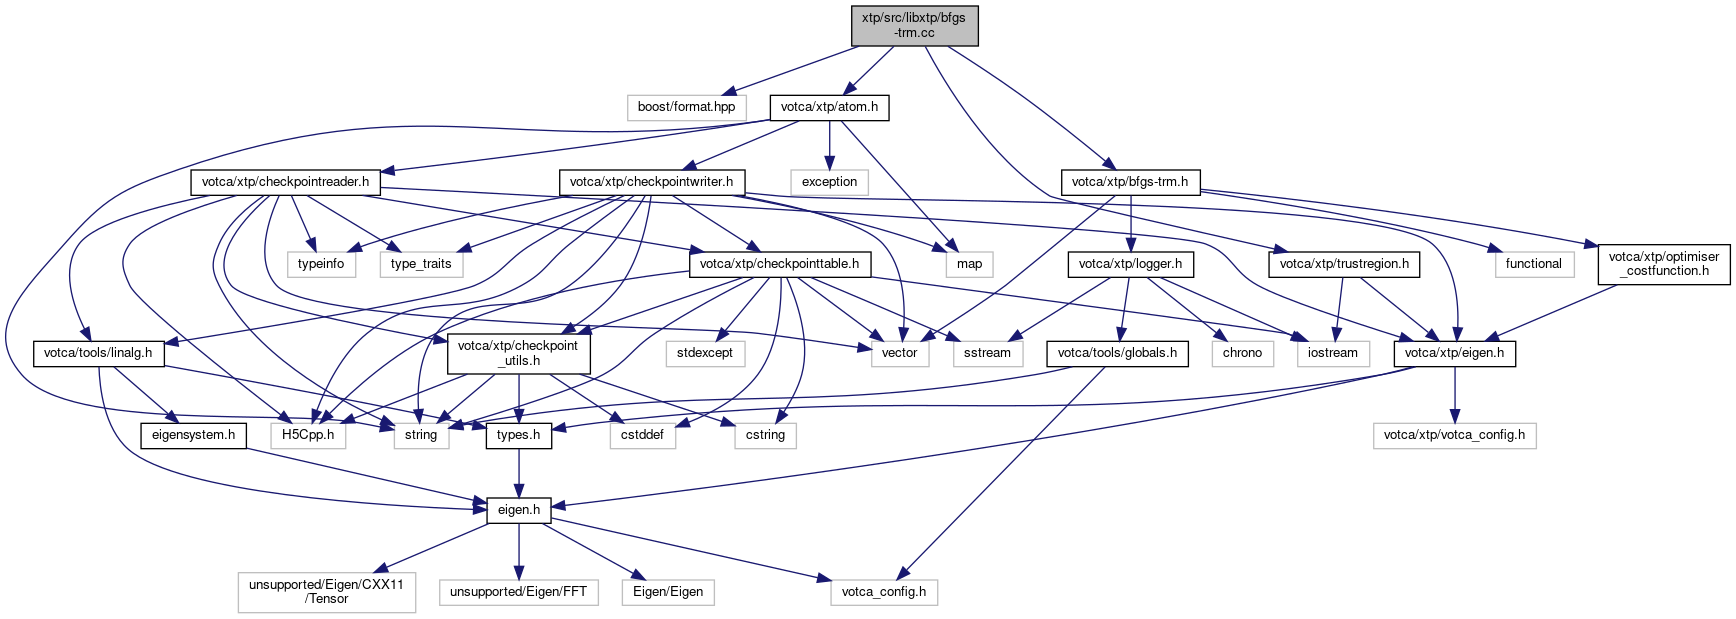 xtp/src/libxtp/bfgs
-trm.cc
boost/format.hpp
votca/xtp/atom.h
votca/xtp/checkpointreader.h
votca/xtp/checkpointwriter.h
exception
votca/xtp/bfgs-trm.h
typeinfo
type_traits
votca/xtp/checkpointtable.h
map
votca/xtp/logger.h
votca/xtp/trustregion.h
functional
votca/xtp/optimiser
_costfunction.h
votca/tools/linalg.h
votca/xtp/checkpoint
_utils.h
stdexcept
vector
sstream
votca/tools/globals.h
chrono
iostream
votca/xtp/eigen.h
eigensystem.h
H5Cpp.h
string
types.h
cstddef
cstring
votca/xtp/votca_config.h
eigen.h
unsupported/Eigen/CXX11
/Tensor
unsupported/Eigen/FFT
Eigen/Eigen
votca_config.h